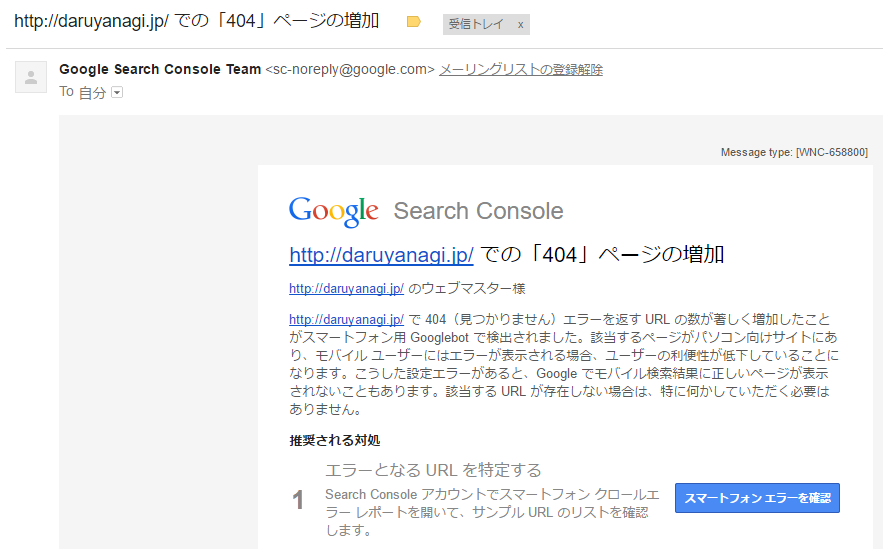 http://daruyanagi.jp/ での「404」ページの増加
受信トレイ x
Google Search Console Team <sc-noreply@google.com> メーリングリストの登録解除
To 自分
Message type: [WNC-658800]
Google Search Console
http://daruyanagi.jp/ での「404」ページの増加
http://daruyanagi.jp/ のウェブマスター様
http://daruyanagi.jp/ で 404（見つかりません）エラーを返す URL の数が著しく増加したこと
がスマートフォン用 Googlebot で検出されました。該当するページがパソコン向けサイトにあ
り、モバイル ユーザーにはエラーが表示される場合、ユーザーの利便性が低下していることに
なります。こうした設定エラーがあると、Google でモバイル検索結果に正しいページが表示
されないこともあります。該当する URL が存在しない場合は、特に何かしていただく必要は
ありません。
推奨される対処
1
エラーとなる URL を特定する
Search Console アカウントでスマートフォン クロールエ
ラー レポートを開いて、サンプル URL のリストを確認
します。
スマートフォン エラーを確認